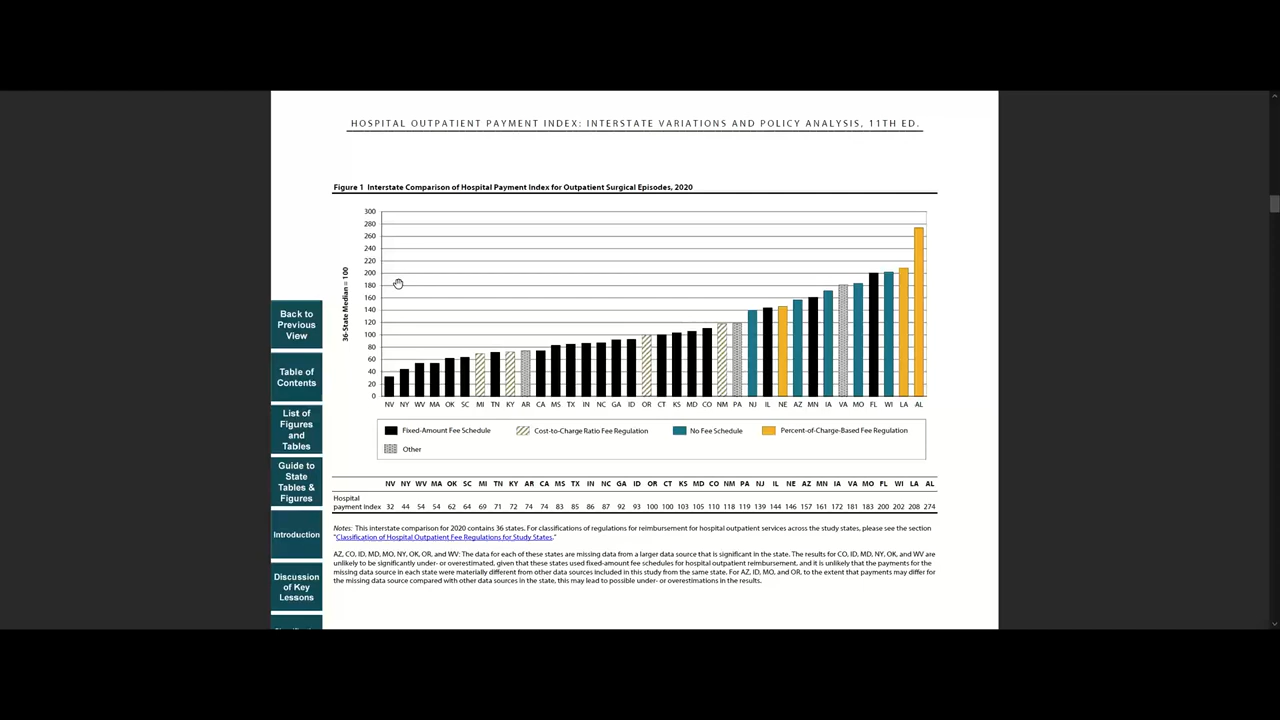 HOSPITAL OUTPATIENT PAYMENT INDEX: INTERSTATE VARIATIONS AND POLICY ANALYSIS, 11TH ED.
Figure 1 Interstate Comparison of Hospital Payment Index for Outpatient Surgical Episodes, 2020
36-State Median = 100
300
280
260
240
220
200
180
160
140
120
100
80
60
40
20
0
NV NY WV MA OK SC MI TN KY AR CA MS TX IN NC GA ID OR CT KS MD CO NM PA NJ IL NE AZ MN IA VA MO FL WI LA AL
Fixed-Amount Fee Schedule
Cost-to-Charge Ratio Fee Regulation
No Fee Schedule
Percent-of-Charge-Based Fee Regulation
Other
NV NY WV MA OK SC MI TN KY AR CA MS TX IN NC GA ID OR CT KS MD CO NM PA NJ IL NE AZ MN IA VA MO FL WI LA AL
Hospital
payment index 32 44 54 54 62 64 69 71 72 74 74 83 84 86 87 92 93 100 100 103 105 110 118 119 139 144 146 157 161 172 181 183 200 202 208 274
Notes: This interstate comparison for 2020 contains 36 states. For classifications of regulations for reimbursement for hospital outpatient services across the study states, please see the section
"Classification of Hospital Outpatient Fee Regulations for Study States."
AZ, CO, ID, MD, MO, NY, OK, OR, and WV: The data for each of these states are missing data from a larger data source that is significant in the state. The results for CO, ID, MD, NY, OK, and WV are
unlikely to be significantly under- or overestimated, given that these states used fixed-amount fee schedules for hospital outpatient reimbursement, and it is unlikely that the payments for the
missing data source in each state were materially different from other data sources included in this study from the same state. For AZ, ID, MO, and OR, to the extent that payments may differ for
the missing data source compared with other data sources in the state, this may lead to possible under- or overestimations in the results.
Back to
Previous
View
Table of
Contents
List of
Figures
and
Tables
Guide to
State
Tables &
Figures
Introduction
Discussion
of Key
Lessons